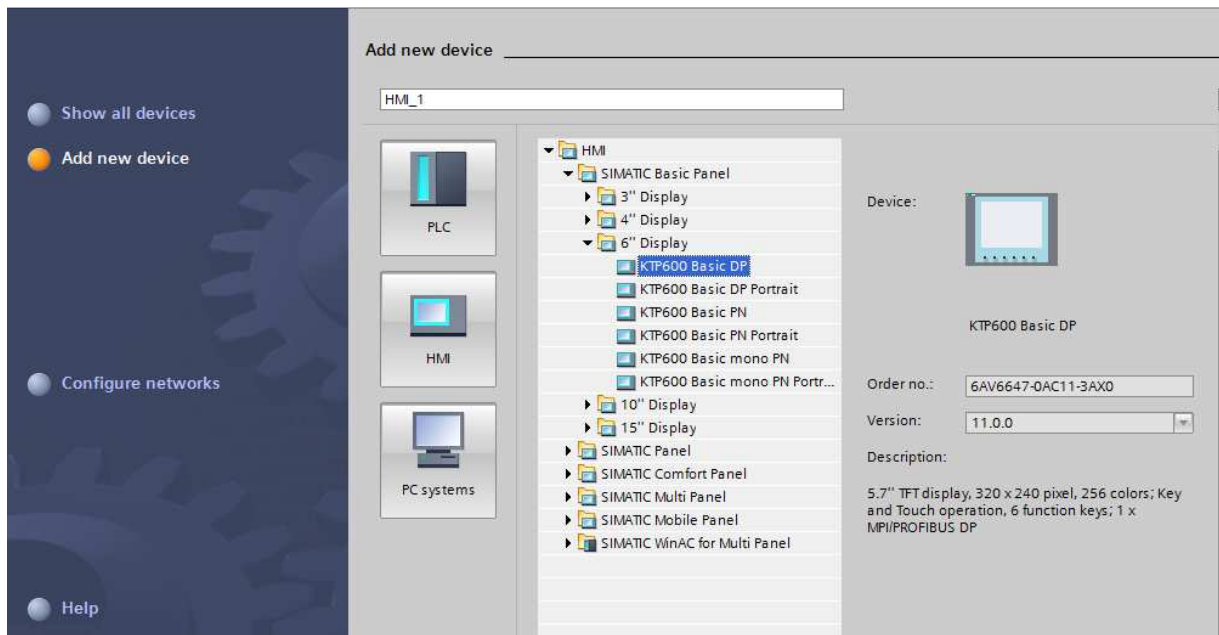 Add new device
HMI_1
Show all devices
Add new device
Configure networks
Help
PLC
HMI
PC systems
HMI
SIMATIC Basic Panel
3'' Display
4'' Display
6'' Display
KTP600 Basic DP
KTP600 Basic DP Portrait
KTP600 Basic PN
KTP600 Basic PN Portrait
KTP600 Basic mono PN
KTP600 Basic mono PN Portr...
10'' Display
15'' Display
SIMATIC Panel
SIMATIC Comfort Panel
SIMATIC Multi Panel
SIMATIC Mobile Panel
SIMATIC WinAC for Multi Panel
Device:
KTP600 Basic DP
Order no.: 6AV6647-0AC11-3AX0
Version: 11.0.0
Description:
5.7'' TFT display, 320 x 240 pixel, 256 colors; Key
and Touch operation, 6 function keys; 1 x
MPI/PROFIBUS DP